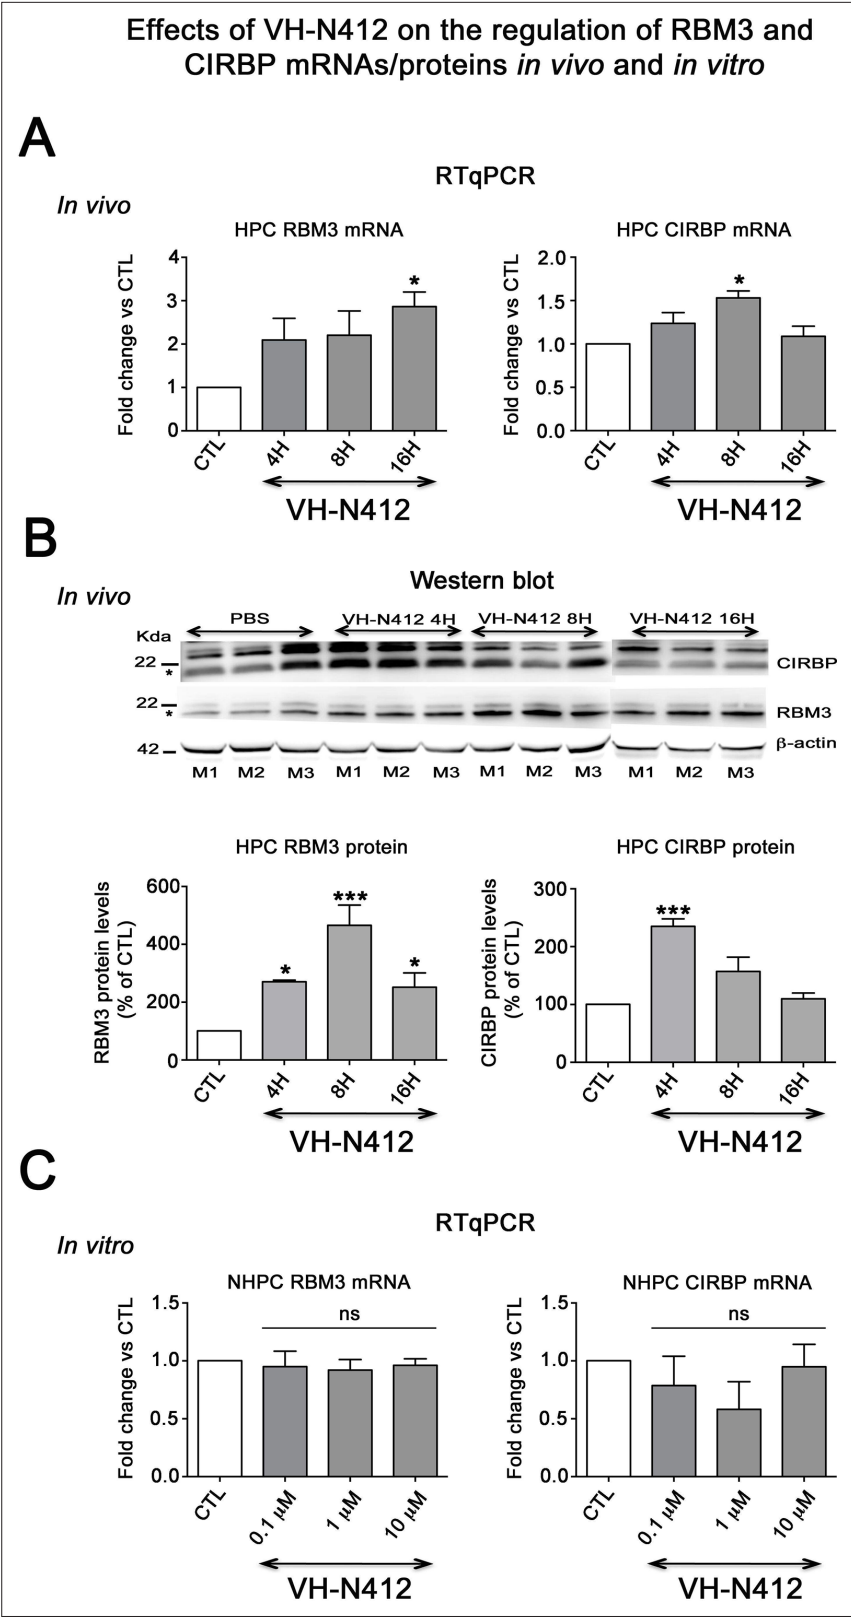 Effects of VH-N412 on the regulation of RBM3 and
CIRBP mRNAs/proteins in vivo and in vitro
A
RTqPCR
In vivo
HPC RBM3 mRNA
Fold change vs CTL
4
3
2
1
0
*
CTL
4H
8H
16H
VH-N412
HPC CIRBP mRNA
Fold change vs CTL
2.0
1.5
1.0
0.5
0.0
*
CTL
4H
8H
16H
VH-N412
B
Western blot
In vivo
PBS VH-N412 4H VH-N412 8H VH-N412 16H
Kda
22
*
CIRBP
22
*
RBM3
42
β-actin
M1 M2 M3 M1 M2 M3 M1 M2 M3 M1 M2 M3
HPC RBM3 protein
RBM3 protein levels
(% of CTL)
600
400
200
0
*
***
*
CTL
4H
8H
16H
VH-N412
HPC CIRBP protein
CIRBP protein levels
(% of CTL)
300
200
100
0
***
CTL
4H
8H
16H
VH-N412
C
RTqPCR
In vitro
NHPC RBM3 mRNA
Fold change vs CTL
1.5
1.0
0.5
0.0
ns
CTL
0.1 µM
1 µM
10 µM
VH-N412
NHPC CIRBP mRNA
Fold change vs CTL
1.5
1.0
0.5
0.0
ns
CTL
0.1 µM
1 µM
10 µM
VH-N412